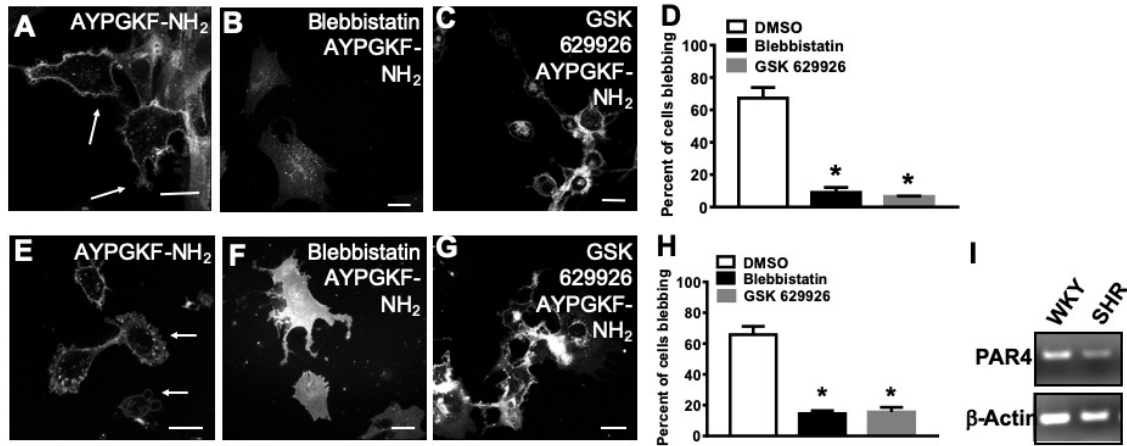 A
AYPGKF-NH2
B
Blebbistatin
AYPGKF-
NH2
C
GSK
629926
AYPGKF-
NH2
D
DMSO
Blebbistatin
GSK 629926
Percent of cells blebbing
100
80
60
40
20
0
*
*
E
AYPGKF-NH2
F
Blebbistatin
AYPGKF-
NH2
G
GSK
629926
AYPGKF-
NH2
H
DMSO
Blebbistatin
GSK 629926
Percent of cells blebbing
100
80
60
40
20
0
*
*
I
WKY
SHR
PAR4
β-Actin